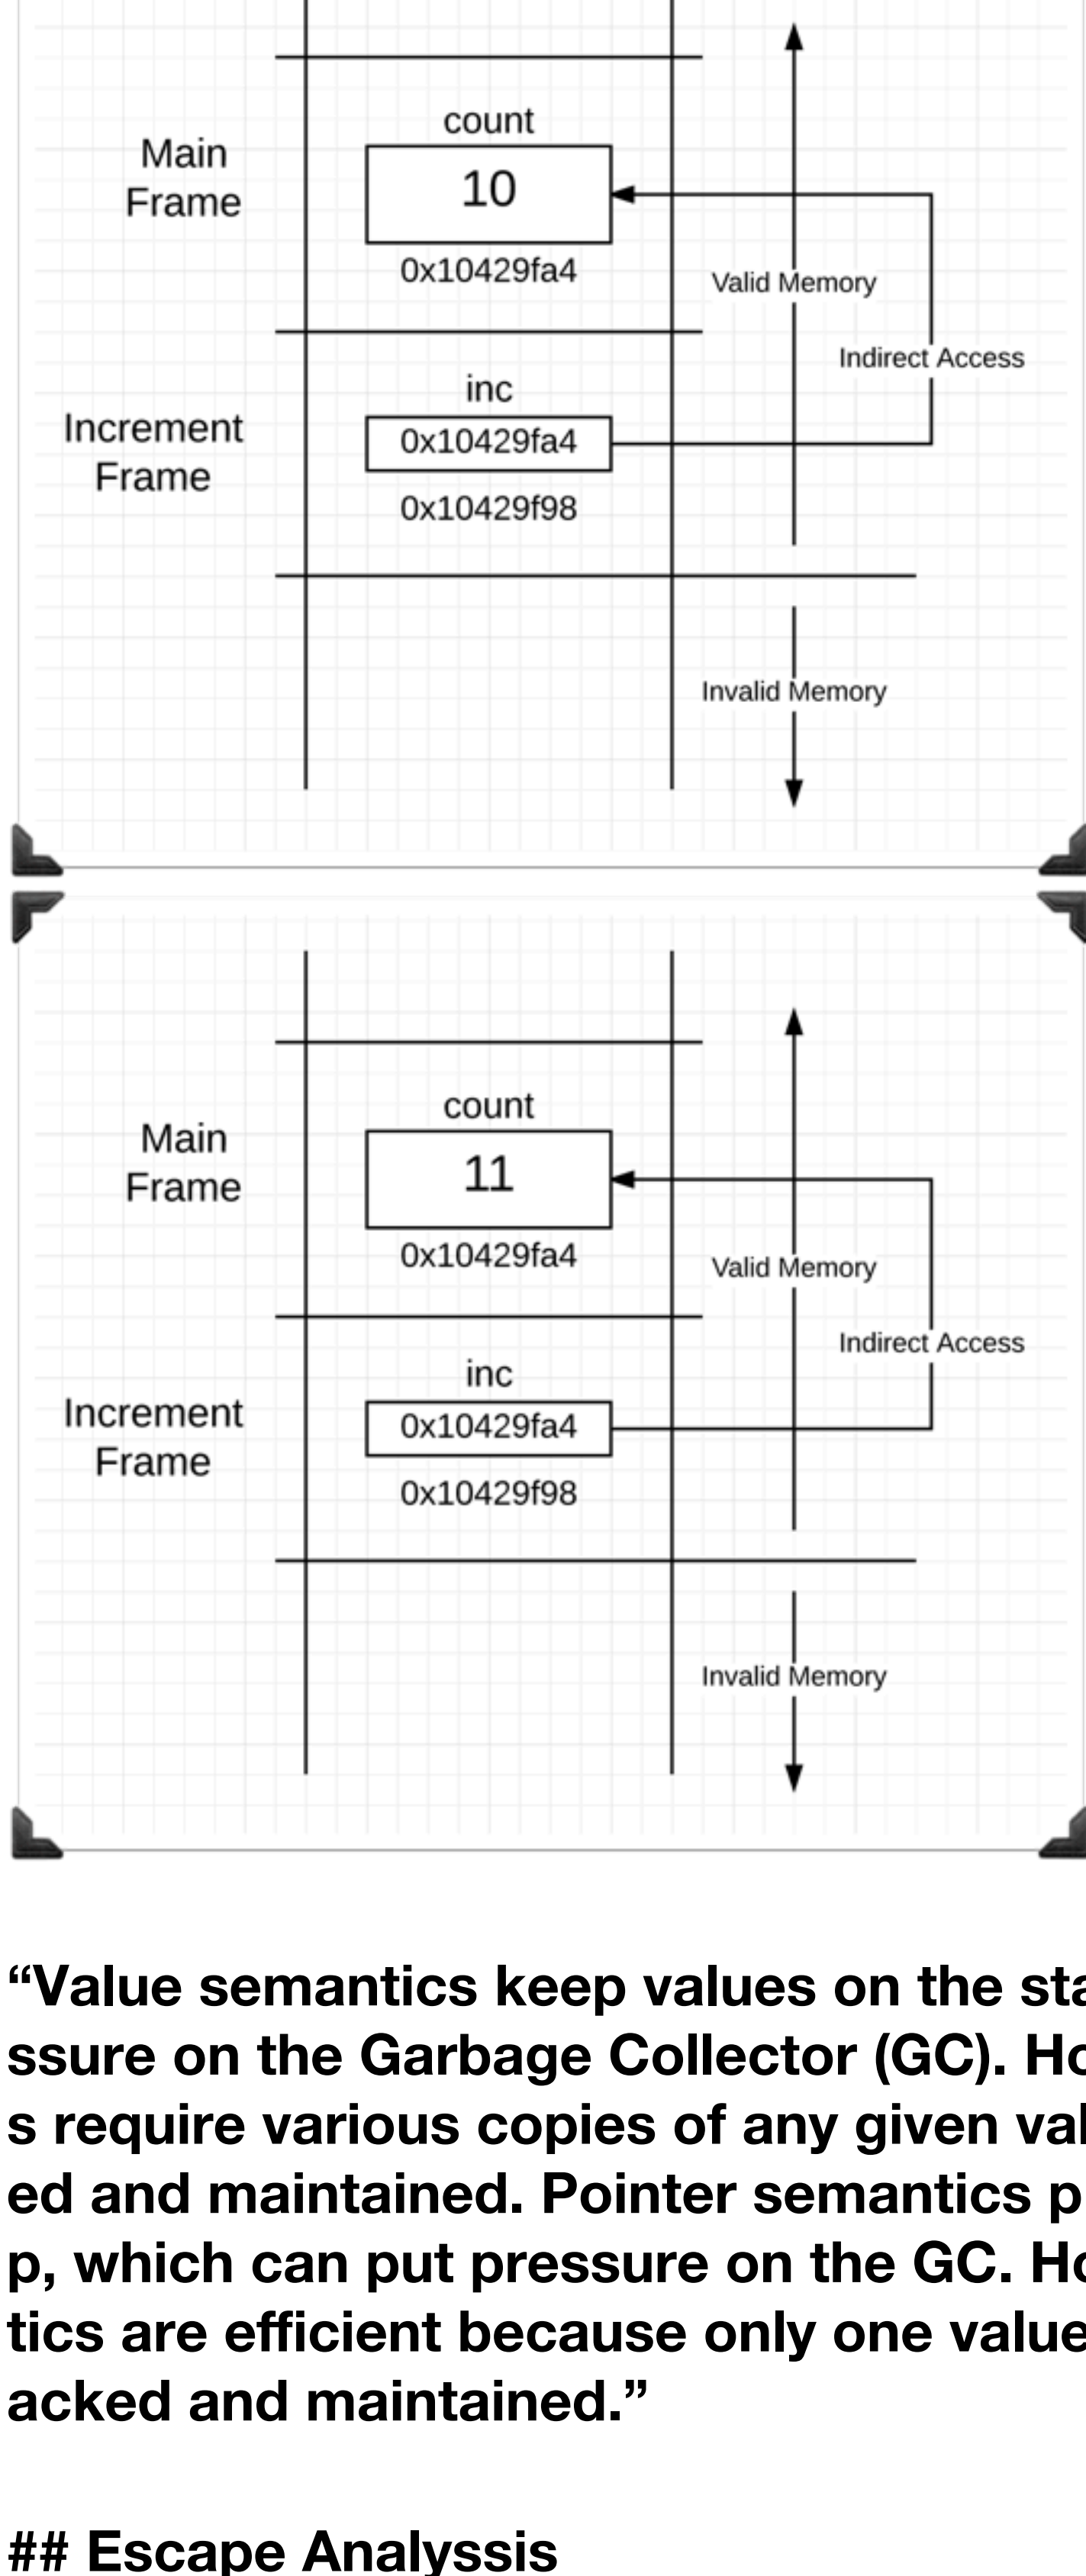 count
Main
Frame
10
0x10429fa4
Valid Memory
Indirect Access
inc
Increment
Frame
0x10429fa4
0x10429f98
Invalid Memory
count
Main
Frame
11
0x10429fa4
Valid Memory
Indirect Access
inc
Increment
Frame
0x10429fa4
0x10429f98
Invalid Memory
“Value semantics keep values on the sta
ssure on the Garbage Collector (GC). Ho
s require various copies of any given val
ed and maintained. Pointer semantics p
p, which can put pressure on the GC. Ho
tics are efficient because only one value
acked and maintained.”
## Escape Analyssis